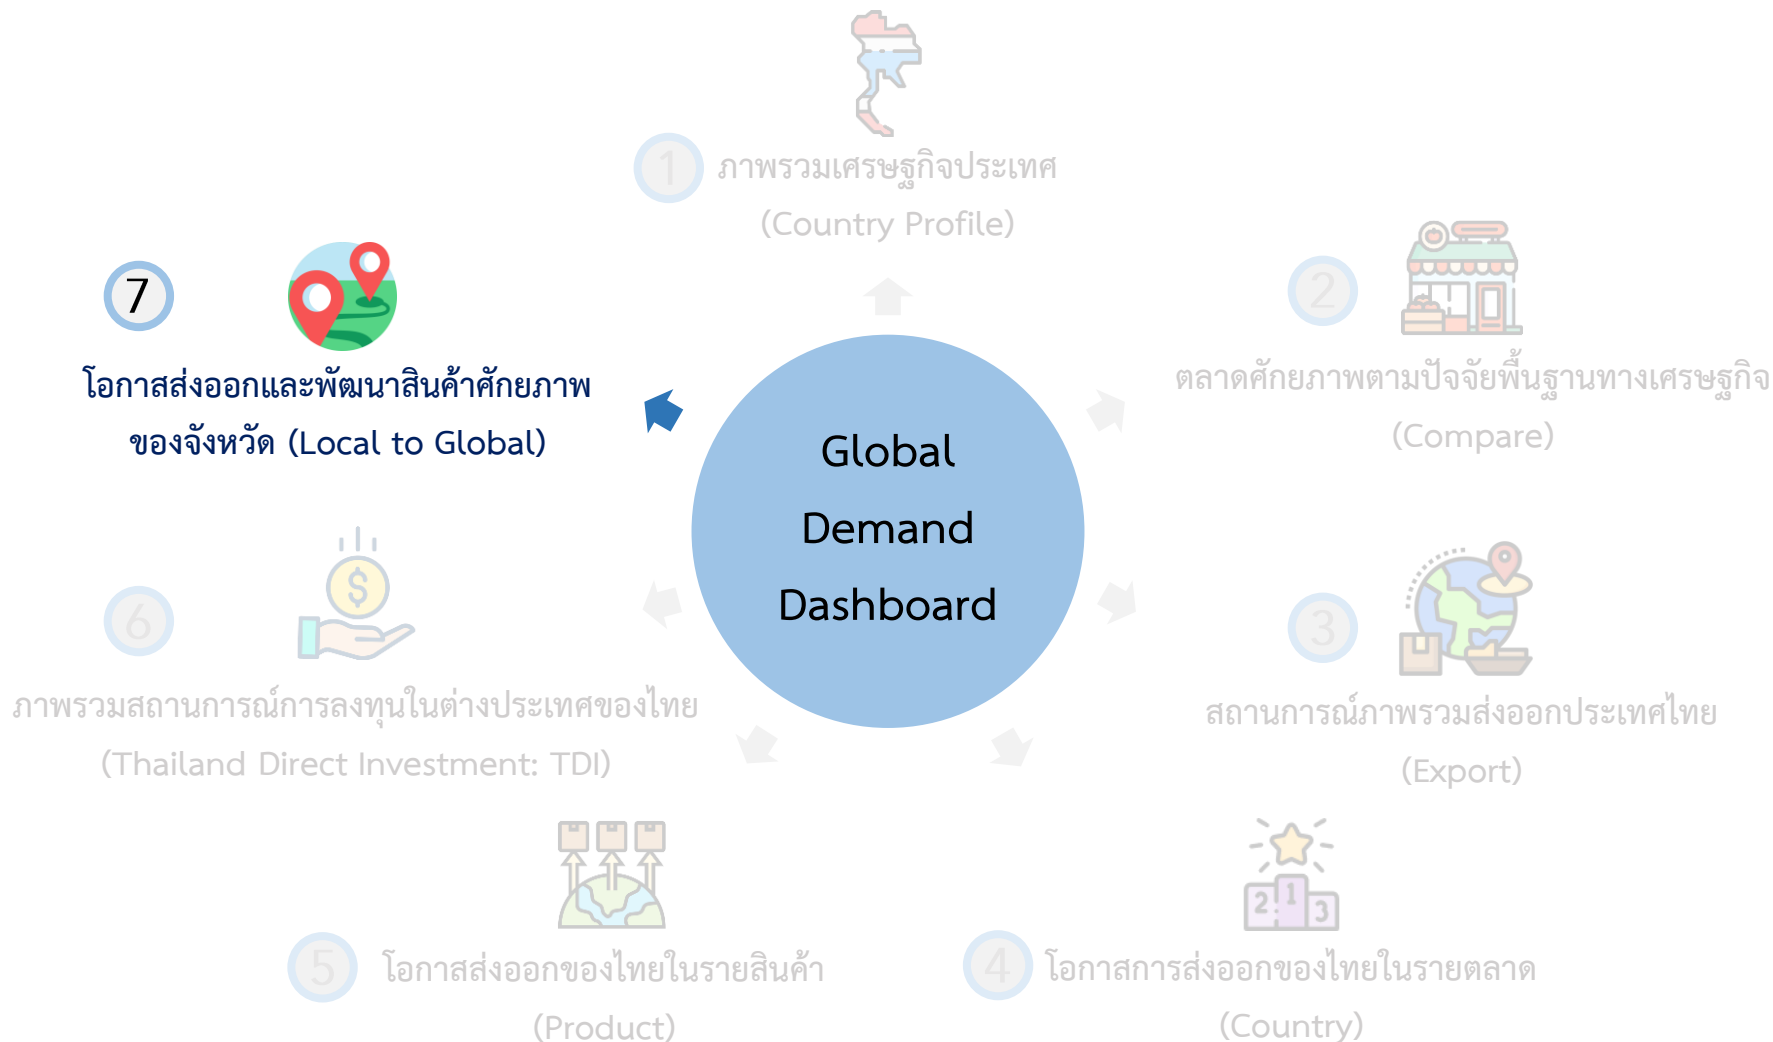 1
ภาพรวมเศรษฐกิจประเทศ
(Country Profile)
2
ตลาดศักยภาพตามปัจจัยพื้นฐานทางเศรษฐกิจ
(Compare)
3
สถานการณ์ภาพรวมส่งออกประเทศไทย
(Export)
2 1 3
4
โอกาสการส่งออกของไทยในรายตลาด
(Country)
5
โอกาสส่งออกของไทยในรายสินค้า
(Product)
6
$
ภาพรวมสถานการณ์การลงทุนในต่างประเทศของไทย
(Thailand Direct Investment: TDI)
7
โอกาสส่งออกและพัฒนาสินค้าศักยภาพ
ของจังหวัด (Local to Global)
Global
Demand
Dashboard